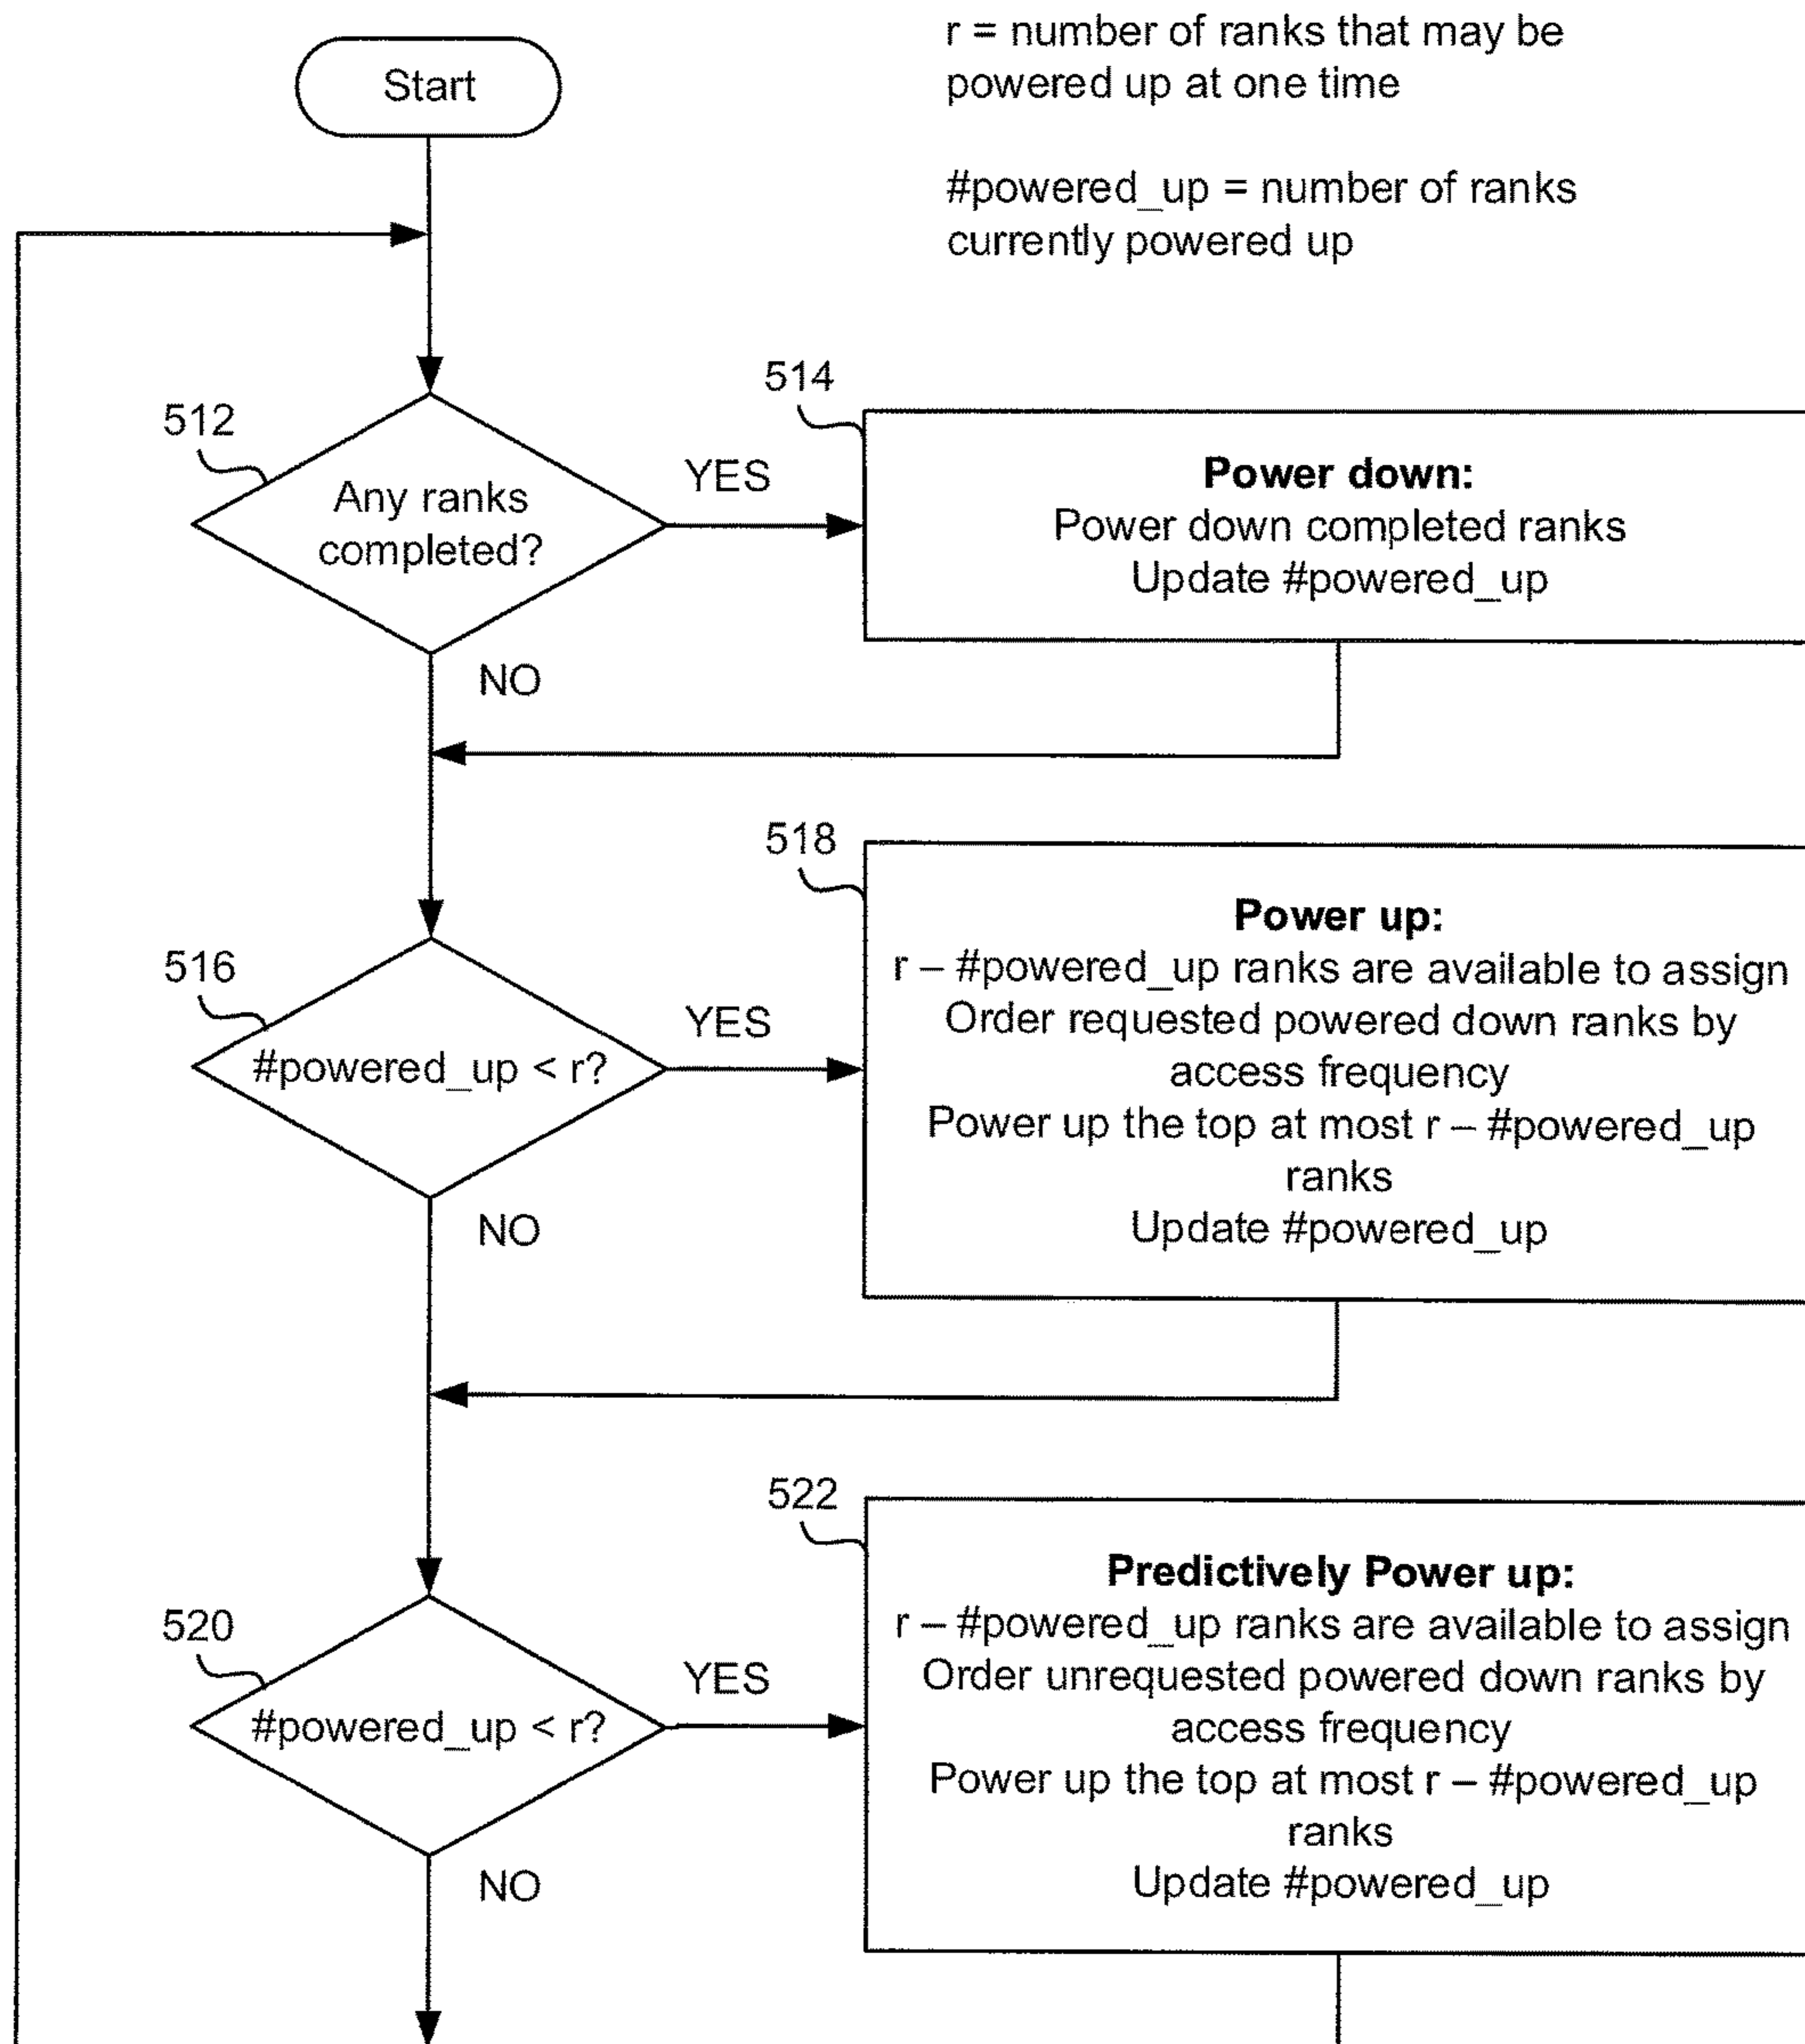 r = number of ranks that may be
powered up at one time
Start
#powered_up = number of ranks
currently powered up
514
512
YES
Any ranks
completed?
Power down:
Power down completed ranks
Update #powered_up
NO
518
516
YES
#powered_up < r?
Power up:
r – #powered_up ranks are available to assign
Order requested powered down ranks by
access frequency
Power up the top at most r – #powered_up
ranks
Update #powered_up
NO
522
520
YES
#powered_up < r?
Predictively Power up:
r – #powered_up ranks are available to assign
Order unrequested powered down ranks by
access frequency
Power up the top at most r – #powered_up
ranks
Update #powered_up
NO